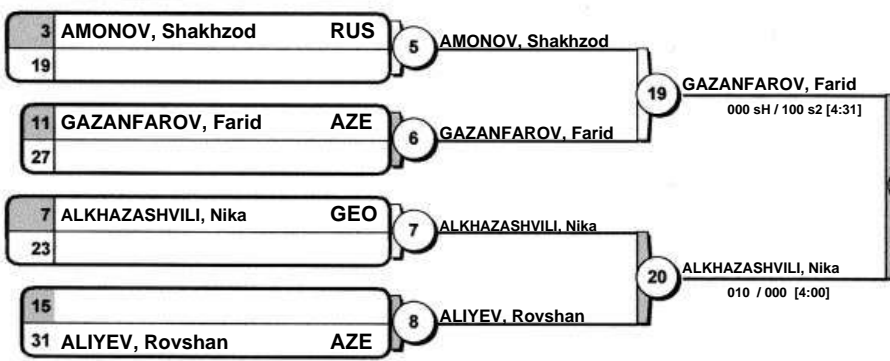 3 AMONOV, Shakhzod RUS
19
5 AMONOV, Shakhzod
11 GAZANFAROV, Farid AZE
27
6 GAZANFAROV, Farid
19 GAZANFAROV, Farid
000 sH / 100 s2 [4:31]
7 ALKHAZASHVILI, Nika GEO
23
7 ALKHAZASHVILI, Nika
15
31 ALIYEV, Rovshan AZE
8 ALIYEV, Rovshan
20 ALKHAZASHVILI, Nika
010 / 000 [4:00]